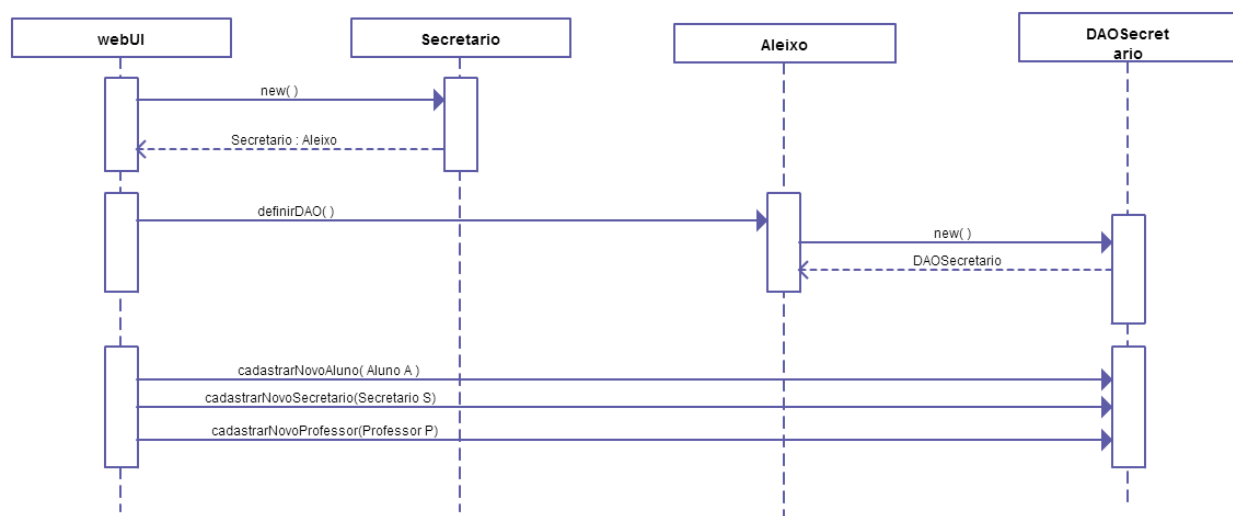 webUI
Secretario
Aleixo
DAOSecret
ario
new( )
Secretario : Aleixo
definirDAO( )
new( )
DAOSecretario
cadastrarNovoAluno( Aluno A )
cadastrarNovoSecretario(Secretario S)
cadastrarNovoProfessor(Professor P)